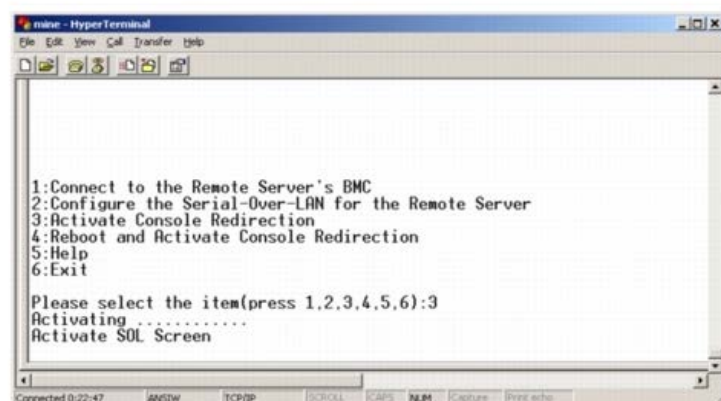 mine - HyperTerminal
File Edit View Call Transfer Help
1:Connect to the Remote Server's BMC
2:Configure the Serial-Over-LAN for the Remote Server
3:Activate Console Redirection
4:Reboot and Activate Console Redirection
5:Help
6:Exit
Please select the item(press 1,2,3,4,5,6):3
Activating ............
Activate SOL Screen
Connected 0:22:47 ANSIW TCP/IP SCROLL CAPS NUM Capture Print echo